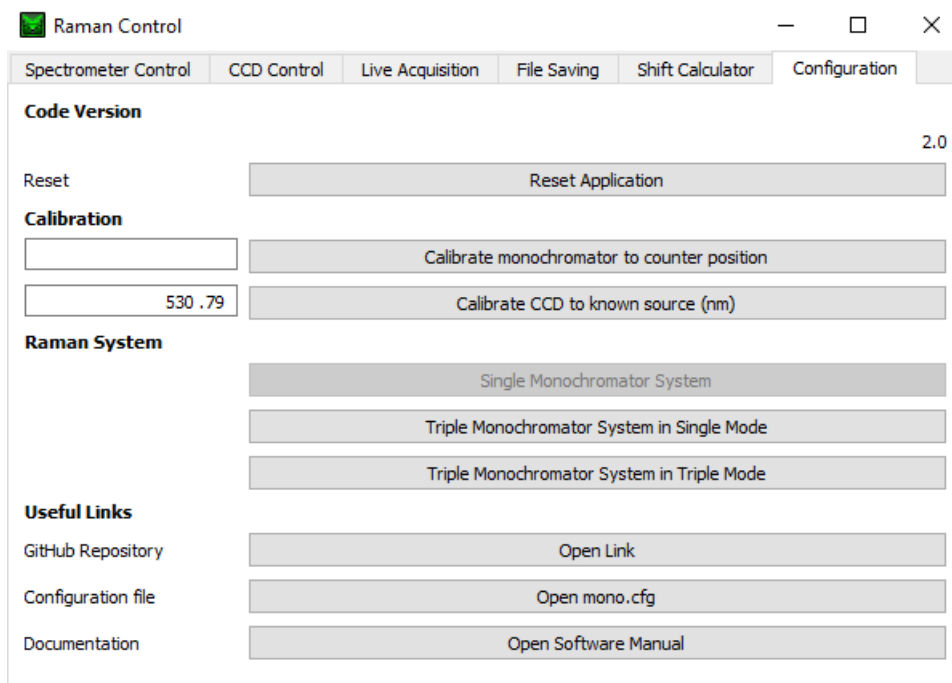 Raman Control
Spectrometer Control CCD Control Live Acquisition File Saving Shift Calculator Configuration
Code Version
2.0
Reset Reset Application
Calibration
Calibrate monochromator to counter position
530 .79 Calibrate CCD to known source (nm)
Raman System
Single Monochromator System
Triple Monochromator System in Single Mode
Triple Monochromator System in Triple Mode
Useful Links
GitHub Repository Open Link
Configuration file Open mono.cfg
Documentation Open Software Manual